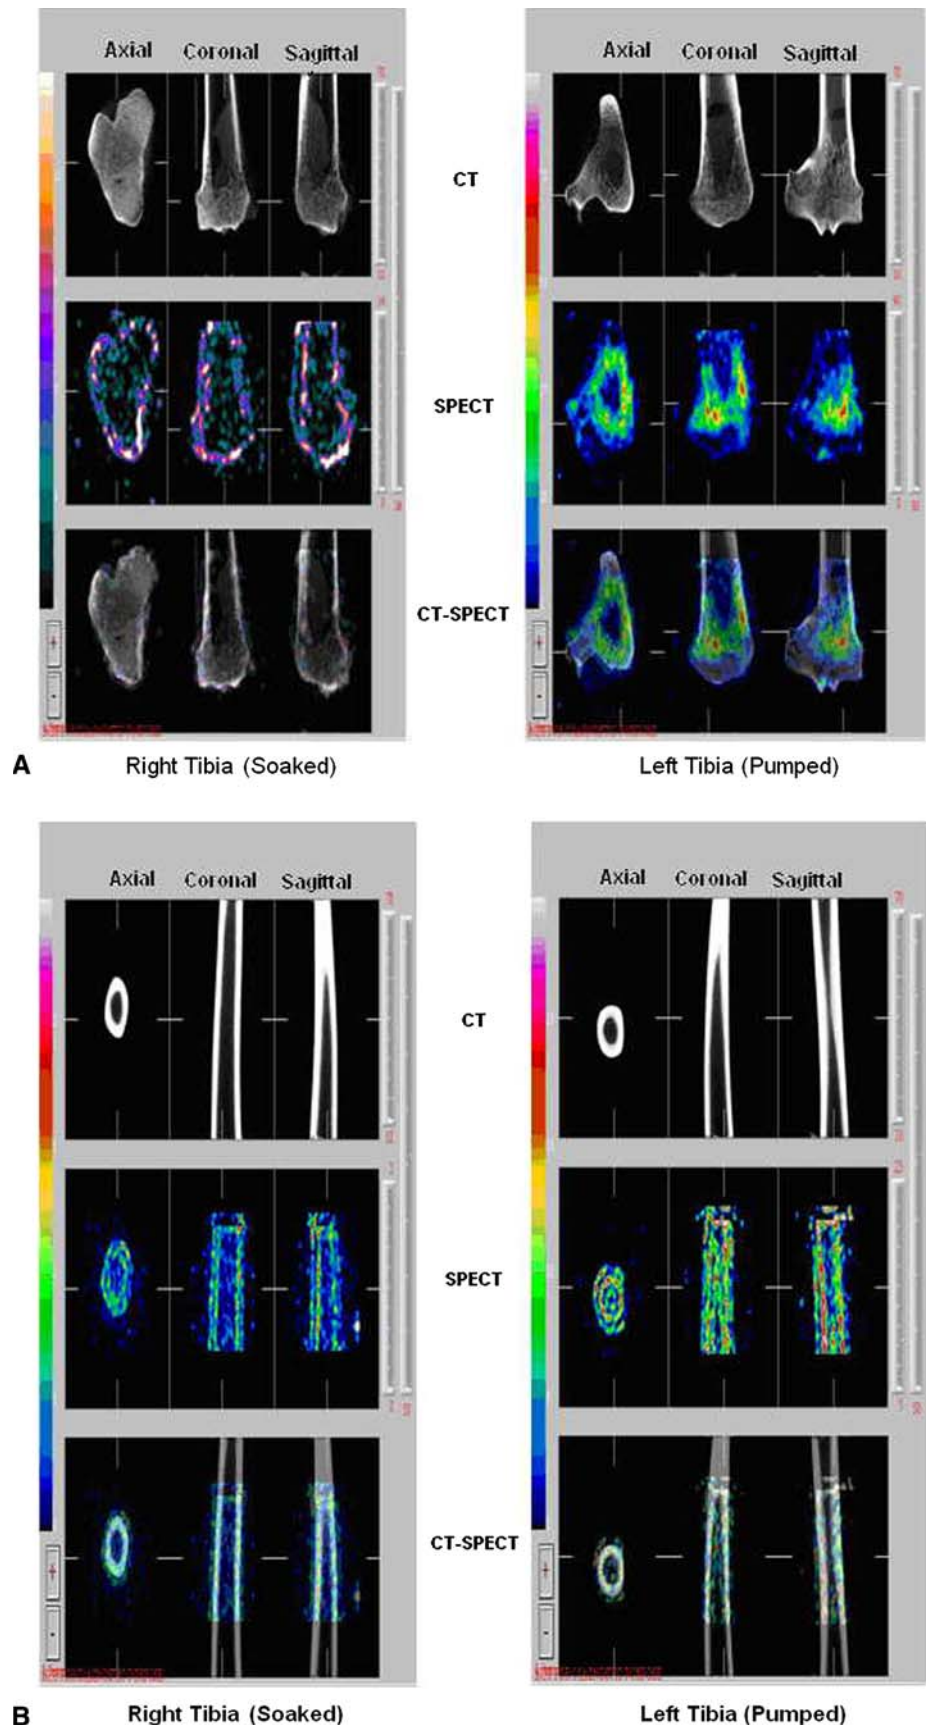 Axial Coronal Sagittal
Axial Coronal Sagittal
CT
SPECT
CT-SPECT
A
Right Tibia (Soaked)
Left Tibia (Pumped)
Axial Coronal Sagittal
Axial Coronal Sagittal
CT
SPECT
CT-SPECT
B
Right Tibia (Soaked)
Left Tibia (Pumped)